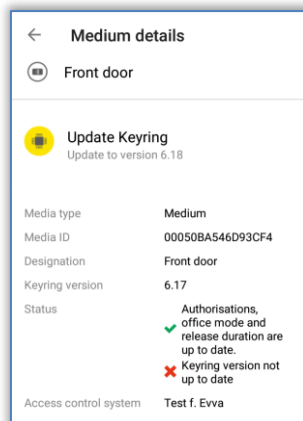 Medium details
Front door
Update Keyring
Update to version 6.18
Media type Medium
Media ID 00050BA546D93CF4
Designation Front door
Keyring version 6.17
Status Authorisations,
office mode and
release duration are
up to date.
Keyring version not
up to date
Access control system Test f. Evva